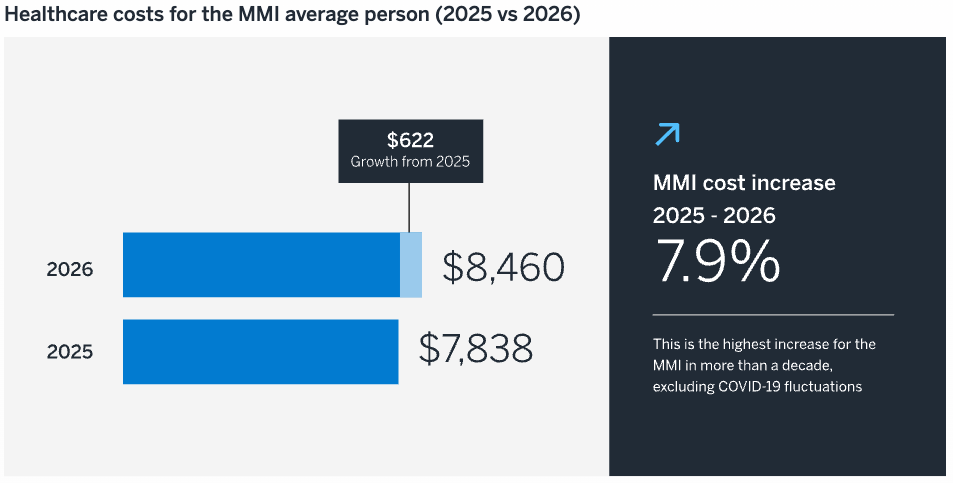 Healthcare costs for the MMI average person (2025 vs 2026)
$622
Growth from 2025
2026
$8,460
2025
$7,838
MMI cost increase
2025 - 2026
7.9%
This is the highest increase for the
MMI in more than a decade,
excluding COVID-19 fluctuations